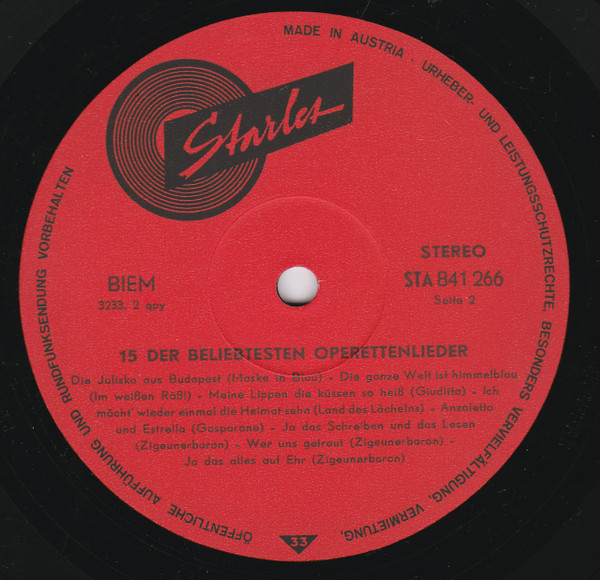 MADE IN AUSTRIA · URHEBER- UND LEISTUNGSSCHUTZRECHTE, BESONDERS VERVIELFÄLTIGUNG, VERMIETUNG, ÖFFENTLICHE AUFFÜHRUNG UND RUNDFUNKSENDUNG VORBEHALTEN
Starlet
STEREO
BIEM
STA 841 266
3233, 2 qpy
Seite 2
15 DER BELIEBTESTEN OPERETTENLIEDER
Die Juliska aus Budapest (Maske in Blau) - Die ganze Welt ist himmelblau
(Im weißen Rößl) - Meine Lippen die küssen so heiß (Giuditta) - Ich
möcht' wieder einmal die Heimat sehn (Land des Lächelns) - Anzoletto
und Estrella (Gasparone) - Ja das Schreiben und das Lesen
(Zigeunerbaron) - Wer uns getraut (Zigeunerbaron) -
Ja das alles auf Ehr (Zigeunerbaron)
33